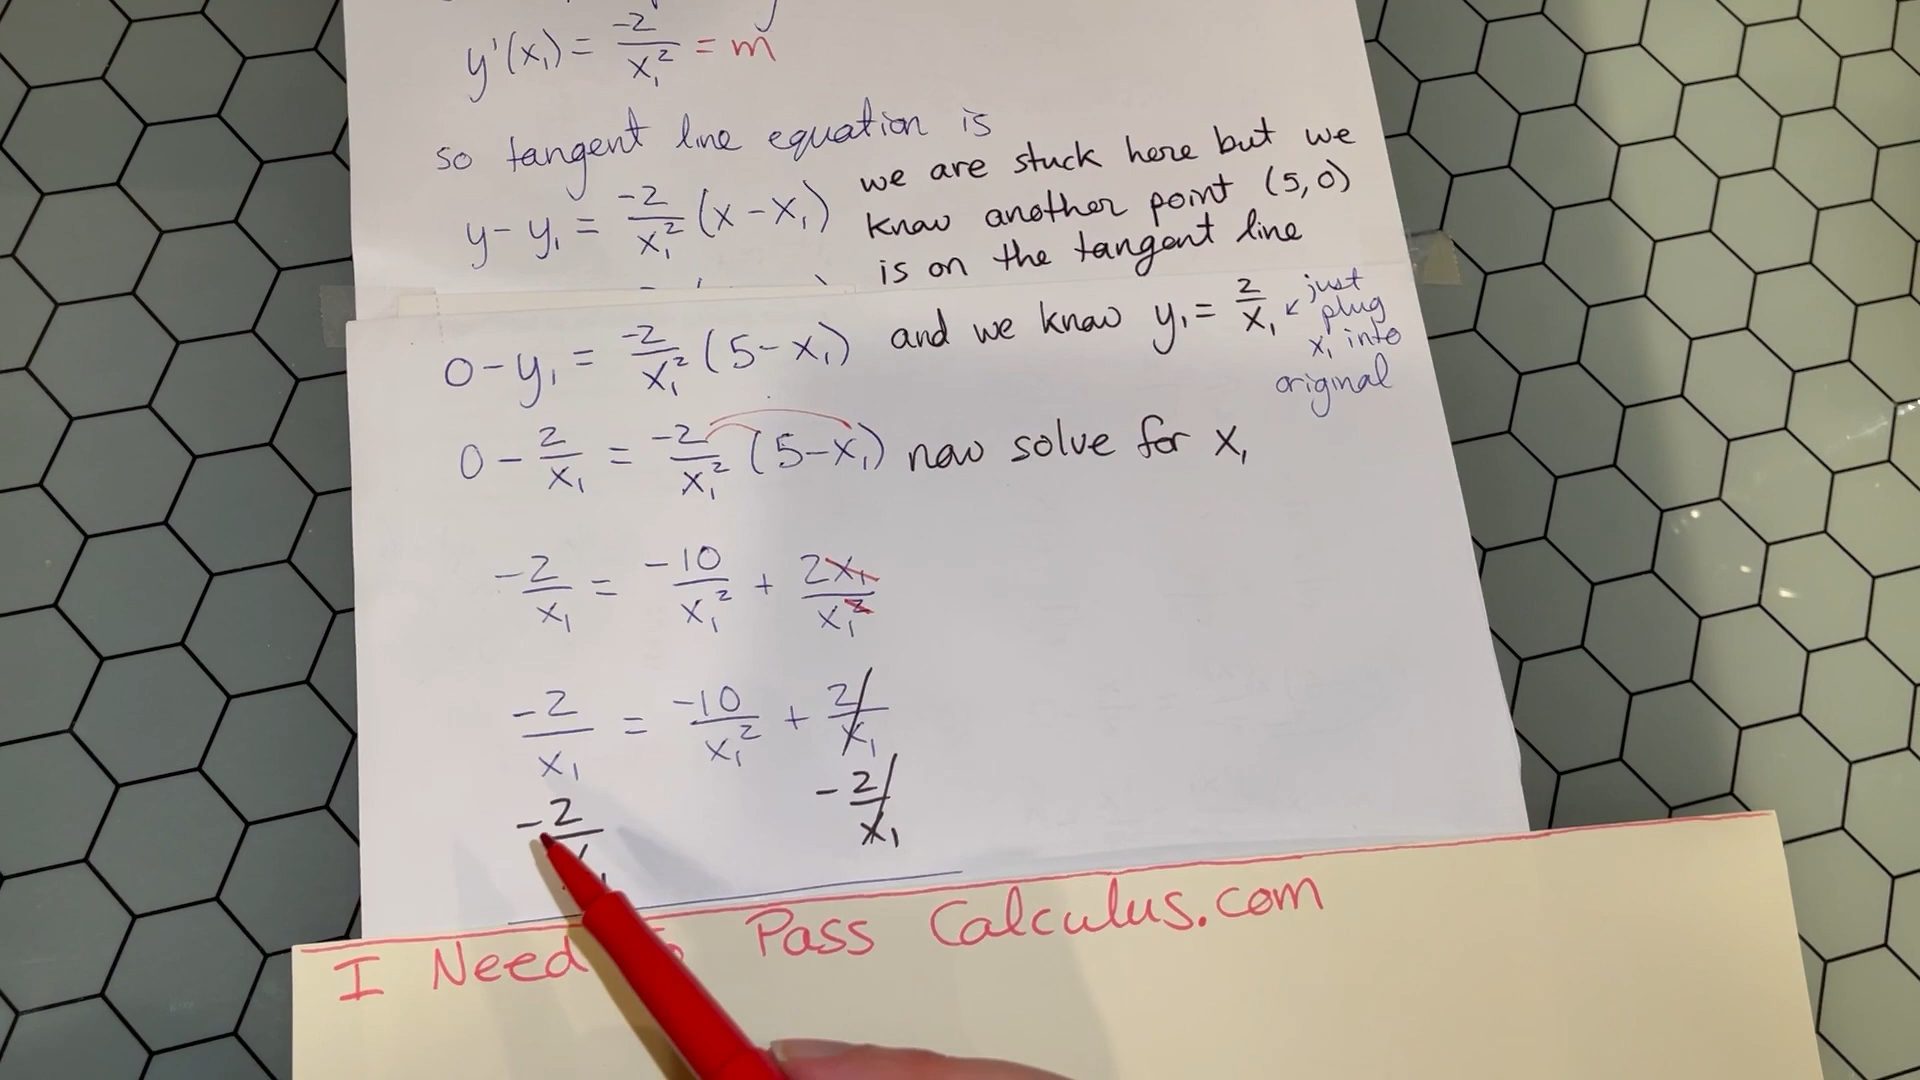 y'(x₁) = -2/x₁² = m
so tangent line equation is
y - y₁ = -2/x₁² (x - x₁)
we are stuck here but we
know another point (5,0)
is on the tangent line
0 - y₁ = -2/x₁² (5 - x₁) and we know y₁ = 2/x₁ ↙ just
plug
x₁ into
original
0 - 2/x₁ = -2/x₁² (5 - x₁) now solve for x₁
-2/x₁ = -10/x₁² + 2x₁/x₁²
-2/x₁ = -10/x₁² + 2/x₁
-2 - 2/x₁
I Need Pass Calculus.com